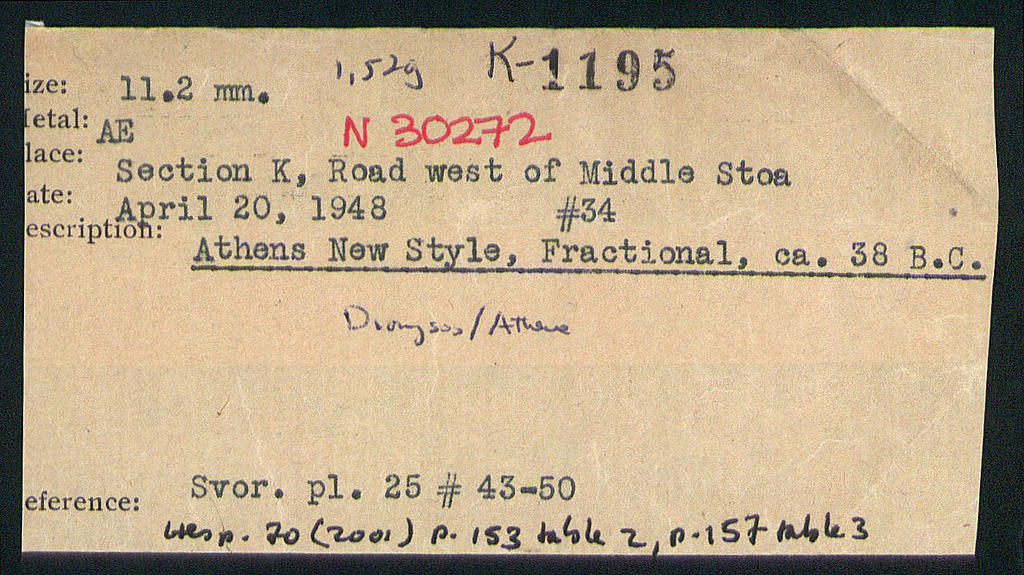 1,52g K-1195
ize: 11.2 mm.
etal: AE N 30272
lace: Section K, Road west of Middle Stoa
ate: April 20, 1948 #34
escription: Athens New Style, Fractional, ca. 38 B.C.
Dionysos/Athena
eference: Svor. pl. 25 # 43-50
Hesp. 70 (2001) p. 153 table 2, p. 157 table 3